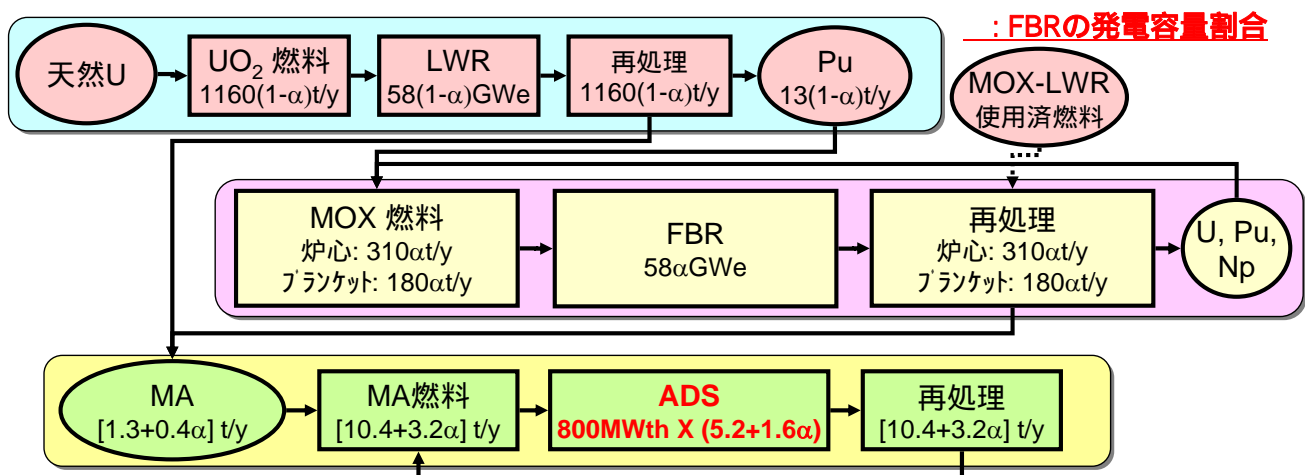 : FBRの発電容量割合
天然U
UO2 燃料
1160(1-α)t/y
LWR
58(1-α)GWe
再処理
1160(1-α)t/y
Pu
13(1-α)t/y
MOX-LWR
使用済燃料
MOX 燃料
炉心: 310αt/y
ブランケット: 180αt/y
FBR
58αGWe
再処理
炉心: 310αt/y
ブランケット: 180αt/y
U, Pu,
Np
MA
[1.3+0.4α] t/y
MA燃料
[10.4+3.2α] t/y
ADS
800MWth X (5.2+1.6α)
再処理
[10.4+3.2α] t/y